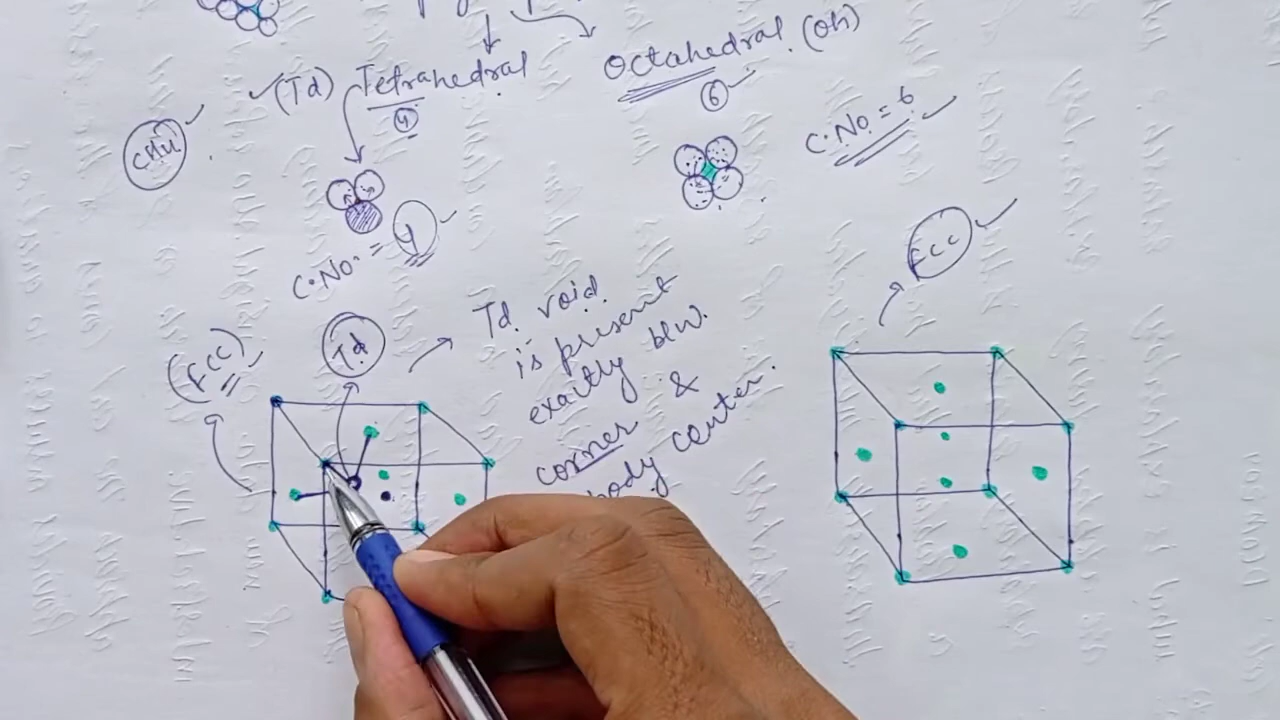 (Td) Tetrahedral
4
Octahedral (Oh)
6
CH4
C.No. = 4
C.No. = 6
(FCC)
Td
Td void
is present
exactly b/w
corner &
body center.
FCC